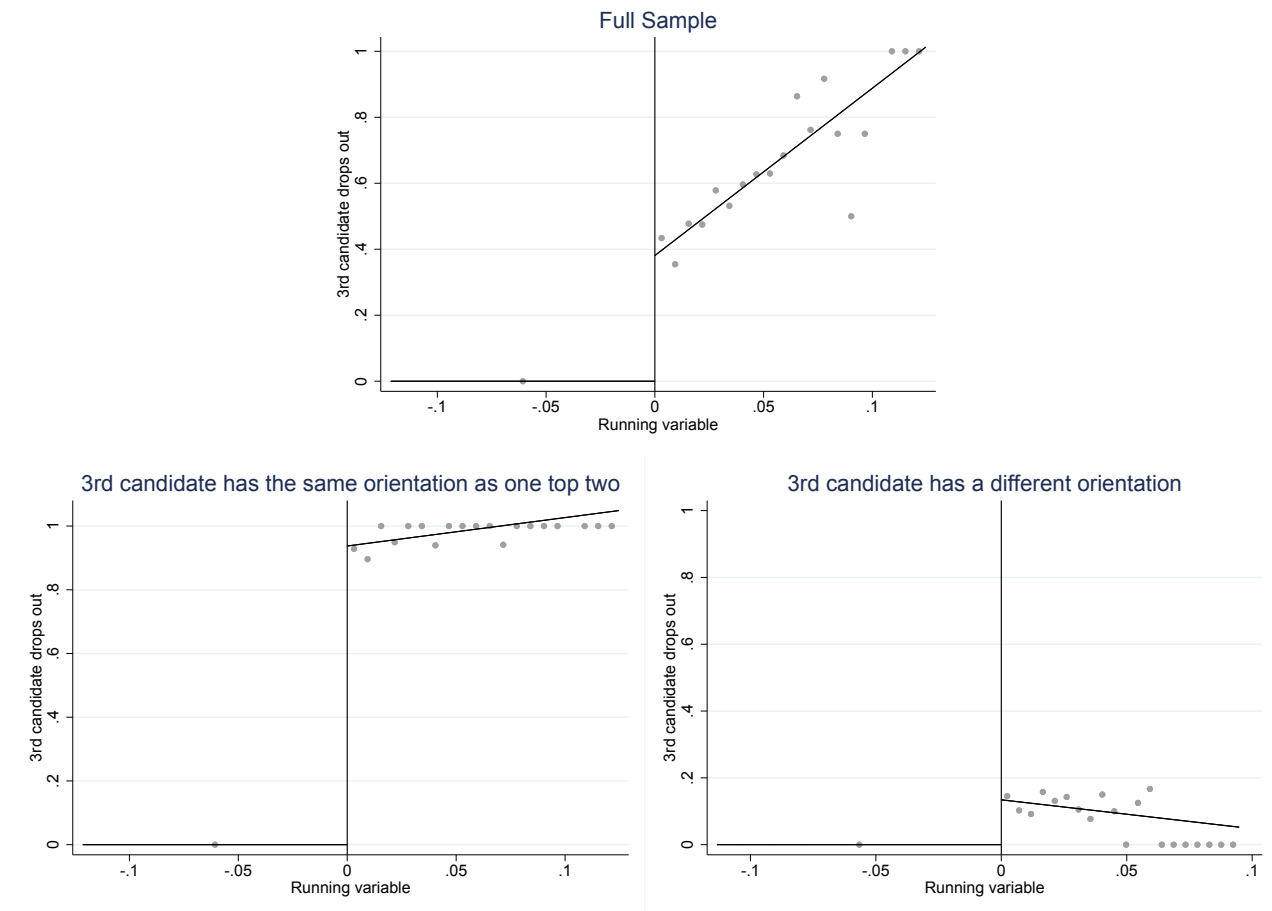 Full Sample
3rd candidate drops out
1
.8
.6
.4
.2
0
-.1 -.05 0 .05 .1
Running variable
3rd candidate has the same orientation as one top two
3rd candidate drops out
1
.8
.6
.4
.2
0
-.1 -.05 0 .05 .1
Running variable
3rd candidate has a different orientation
3rd candidate drops out
1
.8
.6
.4
.2
0
-.1 -.05 0 .05 .1
Running variable